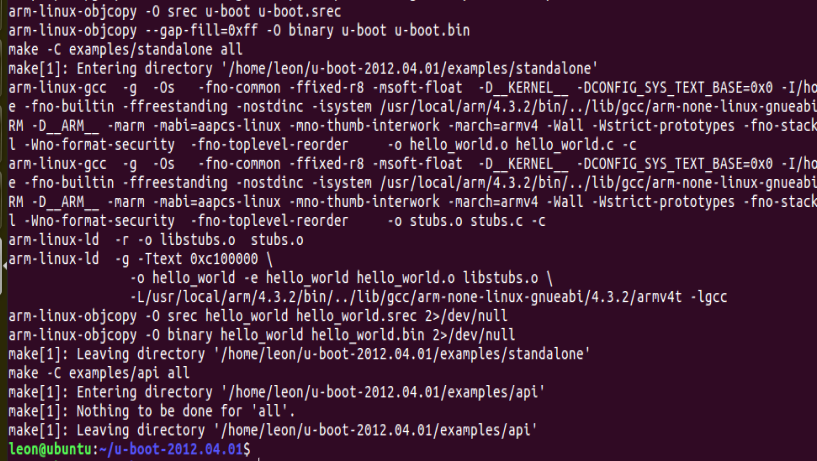 arm-linux-objcopy -O srec u-boot u-boot.srec
arm-linux-objcopy --gap-fill=0xff -O binary u-boot u-boot.bin
make -C examples/standalone all
make[1]: Entering directory '/home/leon/u-boot-2012.04.01/examples/standalone'
arm-linux-gcc  -g  -Os   -fno-common -ffixed-r8 -msoft-float  -D__KERNEL__ -DCONFIG_SYS_TEXT_BASE=0x0 -I/ho
e -fno-builtin -ffreestanding -nostdinc -isystem /usr/local/arm/4.3.2/bin/../lib/gcc/arm-none-linux-gnueabi
RM -D__ARM__ -marm -mabi=aapcs-linux -mno-thumb-interwork -march=armv4 -Wall -Wstrict-prototypes -fno-stack
l -Wno-format-security  -fno-toplevel-reorder     -o hello_world.o hello_world.c -c
arm-linux-gcc  -g  -Os   -fno-common -ffixed-r8 -msoft-float  -D__KERNEL__ -DCONFIG_SYS_TEXT_BASE=0x0 -I/ho
e -fno-builtin -ffreestanding -nostdinc -isystem /usr/local/arm/4.3.2/bin/../lib/gcc/arm-none-linux-gnueabi
RM -D__ARM__ -marm -mabi=aapcs-linux -mno-thumb-interwork -march=armv4 -Wall -Wstrict-prototypes -fno-stack
l -Wno-format-security  -fno-toplevel-reorder     -o stubs.o stubs.c -c
arm-linux-ld  -r -o libstubs.o  stubs.o
arm-linux-ld  -g -Ttext 0xc100000 \
-o hello_world -e hello_world hello_world.o libstubs.o \
-L/usr/local/arm/4.3.2/bin/../lib/gcc/arm-none-linux-gnueabi/4.3.2/armv4t -lgcc
arm-linux-objcopy -O srec hello_world hello_world.srec 2>/dev/null
arm-linux-objcopy -O binary hello_world hello_world.bin 2>/dev/null
make[1]: Leaving directory '/home/leon/u-boot-2012.04.01/examples/standalone'
make -C examples/api all
make[1]: Entering directory '/home/leon/u-boot-2012.04.01/examples/api'
make[1]: Nothing to be done for 'all'.
make[1]: Leaving directory '/home/leon/u-boot-2012.04.01/examples/api'
leon@ubuntu:~/u-boot-2012.04.01$